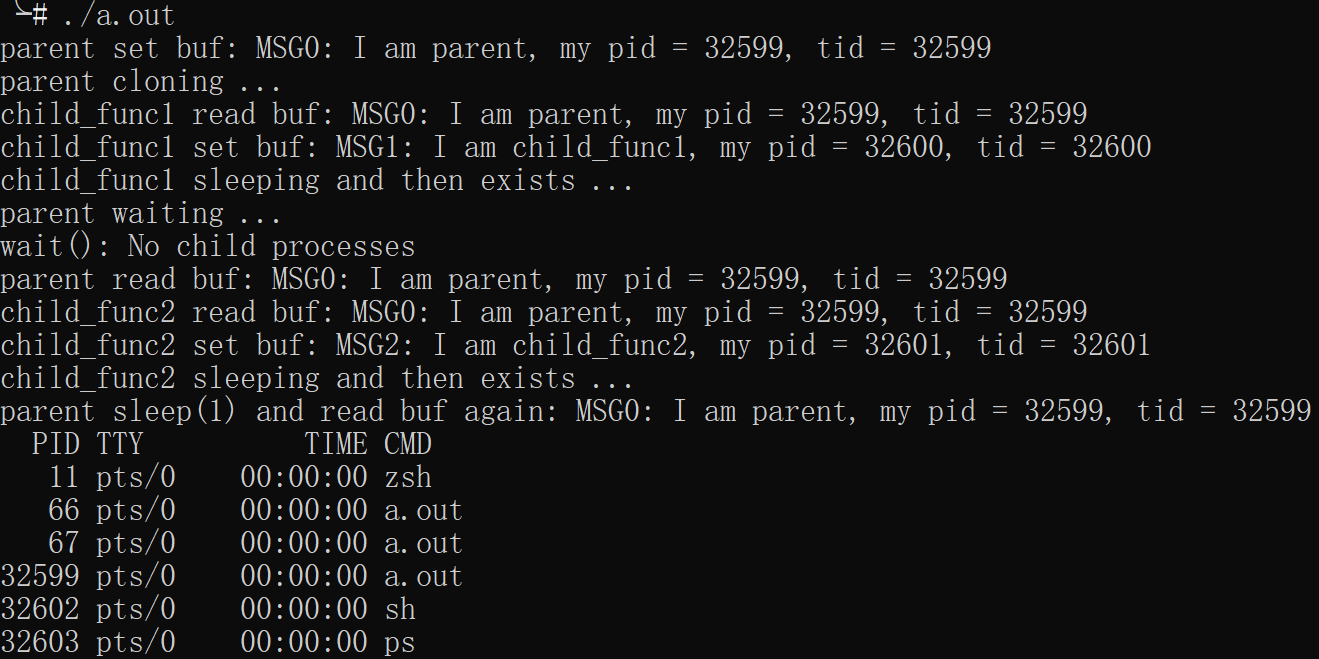 └# ./a.out
parent set buf: MSG0: I am parent, my pid = 32599, tid = 32599
parent cloning ...
child_func1 read buf: MSG0: I am parent, my pid = 32599, tid = 32599
child_func1 set buf: MSG1: I am child_func1, my pid = 32600, tid = 32600
child_func1 sleeping and then exists ...
parent waiting ...
wait(): No child processes
parent read buf: MSG0: I am parent, my pid = 32599, tid = 32599
child_func2 read buf: MSG0: I am parent, my pid = 32599, tid = 32599
child_func2 set buf: MSG2: I am child_func2, my pid = 32601, tid = 32601
child_func2 sleeping and then exists ...
parent sleep(1) and read buf again: MSG0: I am parent, my pid = 32599, tid = 32599
PID TTY TIME CMD
11 pts/0 00:00:00 zsh
66 pts/0 00:00:00 a.out
67 pts/0 00:00:00 a.out
32599 pts/0 00:00:00 a.out
32602 pts/0 00:00:00 sh
32603 pts/0 00:00:00 ps